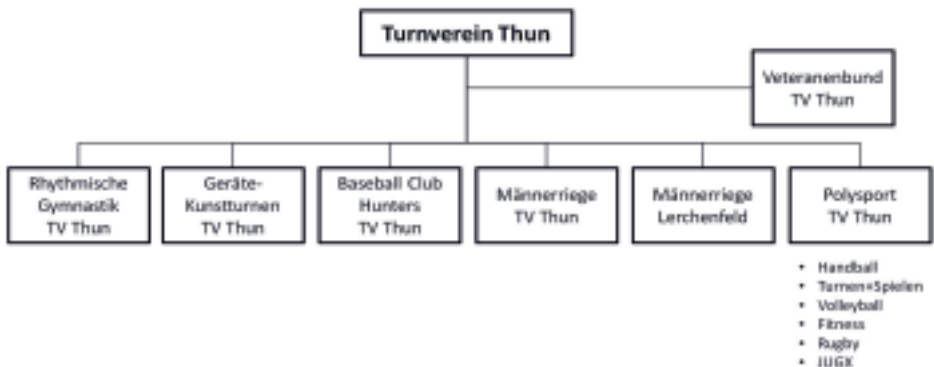 Turnverein Thun
Veteranenbund
TV Thun
Rhythmische
Gymnastik
TV Thun
Geräte-
Kunstturnen
TV Thun
Baseball Club
Hunters
TV Thun
Männerriege
TV Thun
Männerriege
Lerchenfeld
Polysport
TV Thun
• Handball
• Turnen+Spielen
• Volleyball
• Fitness
• Rugby
• JUGX